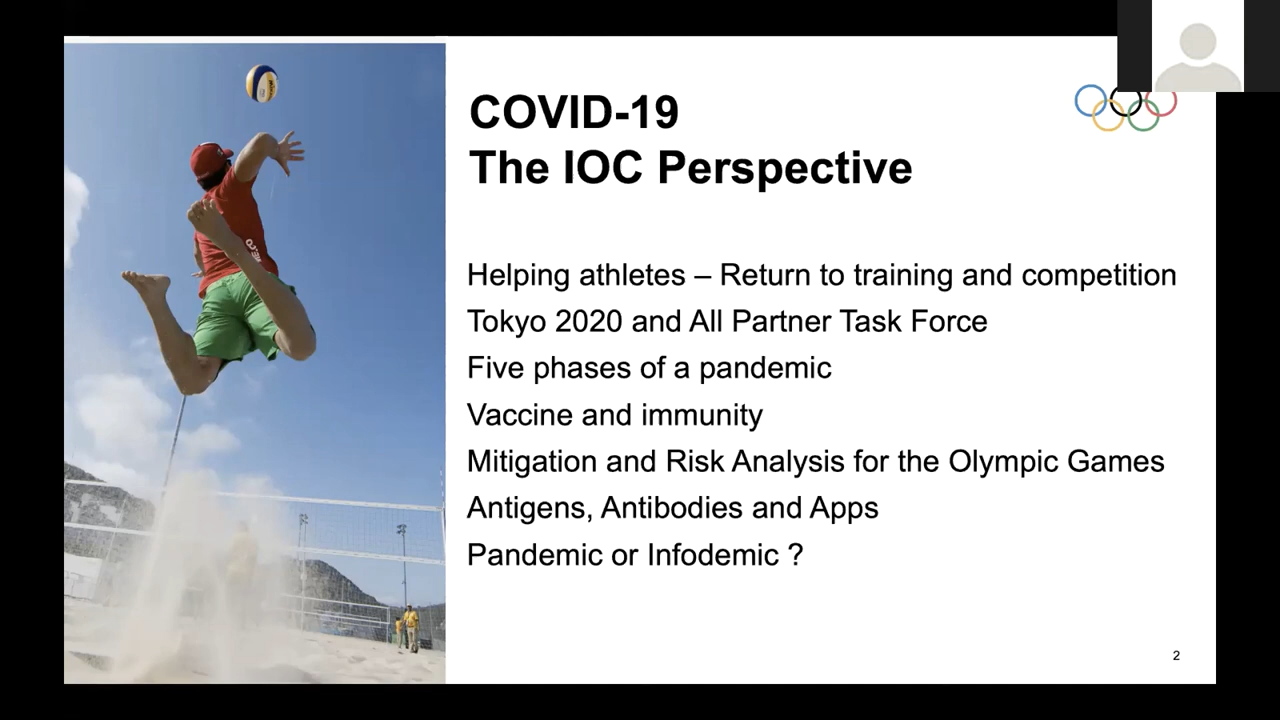 COVID-19
The IOC Perspective
Helping athletes – Return to training and competition
Tokyo 2020 and All Partner Task Force
Five phases of a pandemic
Vaccine and immunity
Mitigation and Risk Analysis for the Olympic Games
Antigens, Antibodies and Apps
Pandemic or Infodemic ?
2